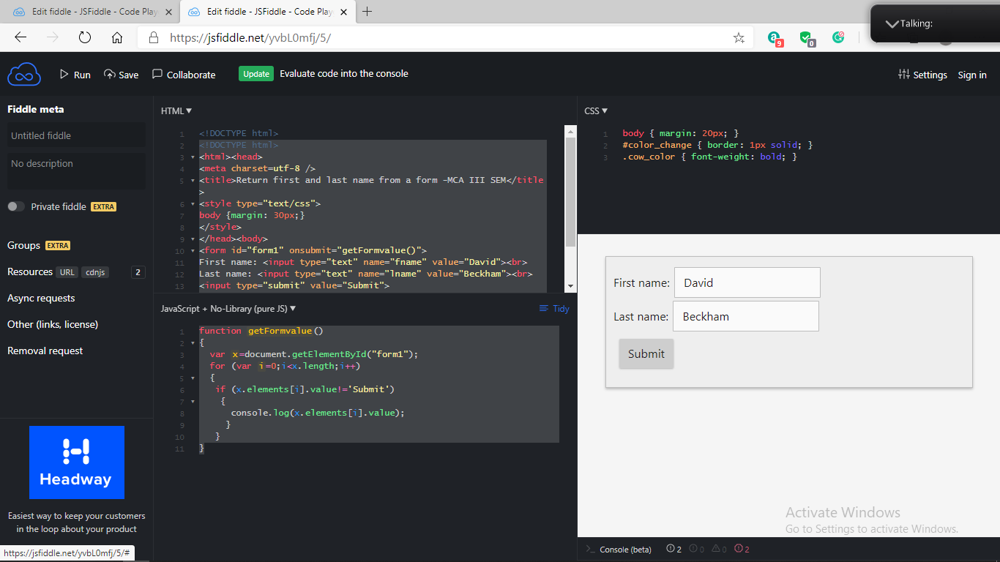 Edit fiddle - JSFiddle - Code Play
Edit fiddle - JSFiddle - Code Play
Talking:
https://jsfiddle.net/yvbL0mfj/5/
9
0
Run
Save
Collaborate
Update
Evaluate code into the console
Settings
Sign in
Fiddle meta
Untitled fiddle
No description
Private fiddle EXTRA
Groups EXTRA
Resources URL cdnjs 2
Async requests
Other (links, license)
Removal request
Headway
Easiest way to keep your customers
in the loop about your product
https://jsfiddle.net/yvbL0mfj/5/#
HTML ▼
1 <!DOCTYPE html>
2 <!DOCTYPE html>
3 <html><head>
4 <meta charset=utf-8 />
5 <title>Return first and last name from a form -MCA III SEM</title
>
6 <style type="text/css">
7 body {margin: 30px;}
8 </style>
9 </head><body>
10 <form id="form1" onsubmit="getFormvalue()">
11 First name: <input type="text" name="fname" value="David"><br>
12 Last name: <input type="text" name="lname" value="Beckham"><br>
13 <input type="submit" value="Submit">
JavaScript + No-Library (pure JS) ▼
Tidy
1 function getFormvalue()
2 {
3 var x=document.getElementById("form1");
4 for (var i=0;i<x.length;i++)
5 {
6 if (x.elements[i].value!='Submit')
7 {
8 console.log(x.elements[i].value);
9 }
10 }
11 }
CSS ▼
1 body { margin: 20px; }
2 #color_change { border: 1px solid; }
3 .cow_color { font-weight: bold; }
First name: David
Last name: Beckham
Submit
Activate Windows
Go to Settings to activate Windows.
>_ Console (beta) 2 0 0 2